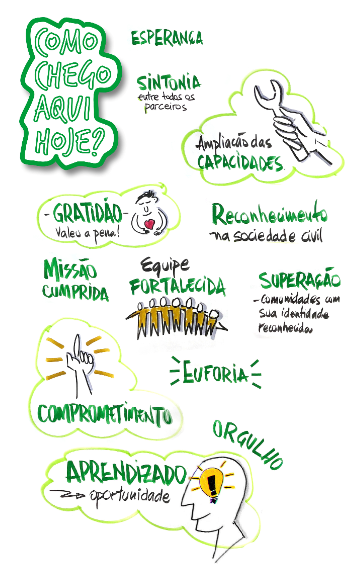 COMO
CHEGO
AQUI
HOJE?
ESPERANÇA
SINTONIA
entre todos os
parceiros
Ampliação das
CAPACIDADES
- GRATIDÃO -
Valeu a pena!
Reconhecimento
- na sociedade civil
MISSÃO
CUMPRIDA
Equipe
FORTALECIDA
SUPERAÇÃO
- Comunidades com
sua identidade
reconhecida
COMPROMETIMENTO
EUFORIA
ORGULHO
APRENDIZADO
oportunidade